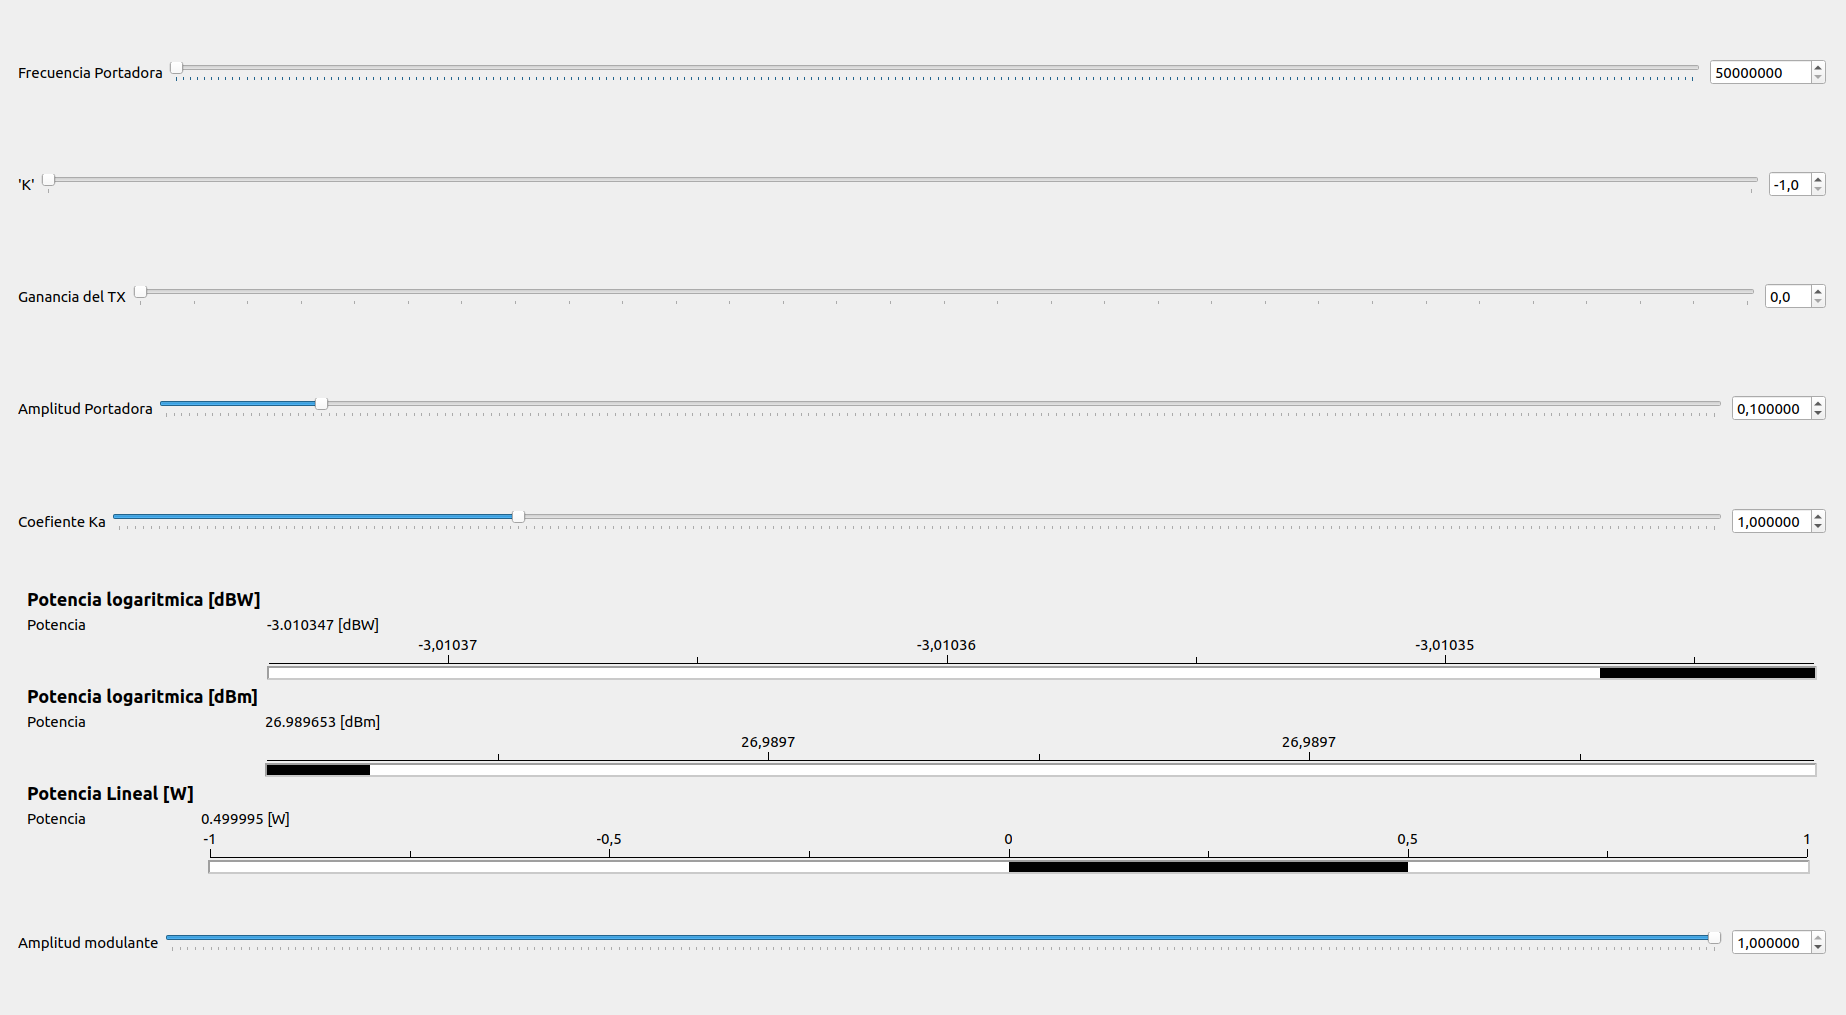 Frecuencia Portadora 50000000
'K' -1,0
Ganancia del TX 0,0
Amplitud Portadora 0,100000
Coefiente Ka 1,000000
Potencia logaritmica [dBW]
Potencia -3.010347 [dBW]
-3,01037 -3,01036 -3,01035
Potencia logaritmica [dBm]
Potencia 26.989653 [dBm]
26,9897 26,9897
Potencia Lineal [W]
Potencia 0.499995 [W]
-1 -0,5 0 0,5 1
Amplitud modulante 1,000000